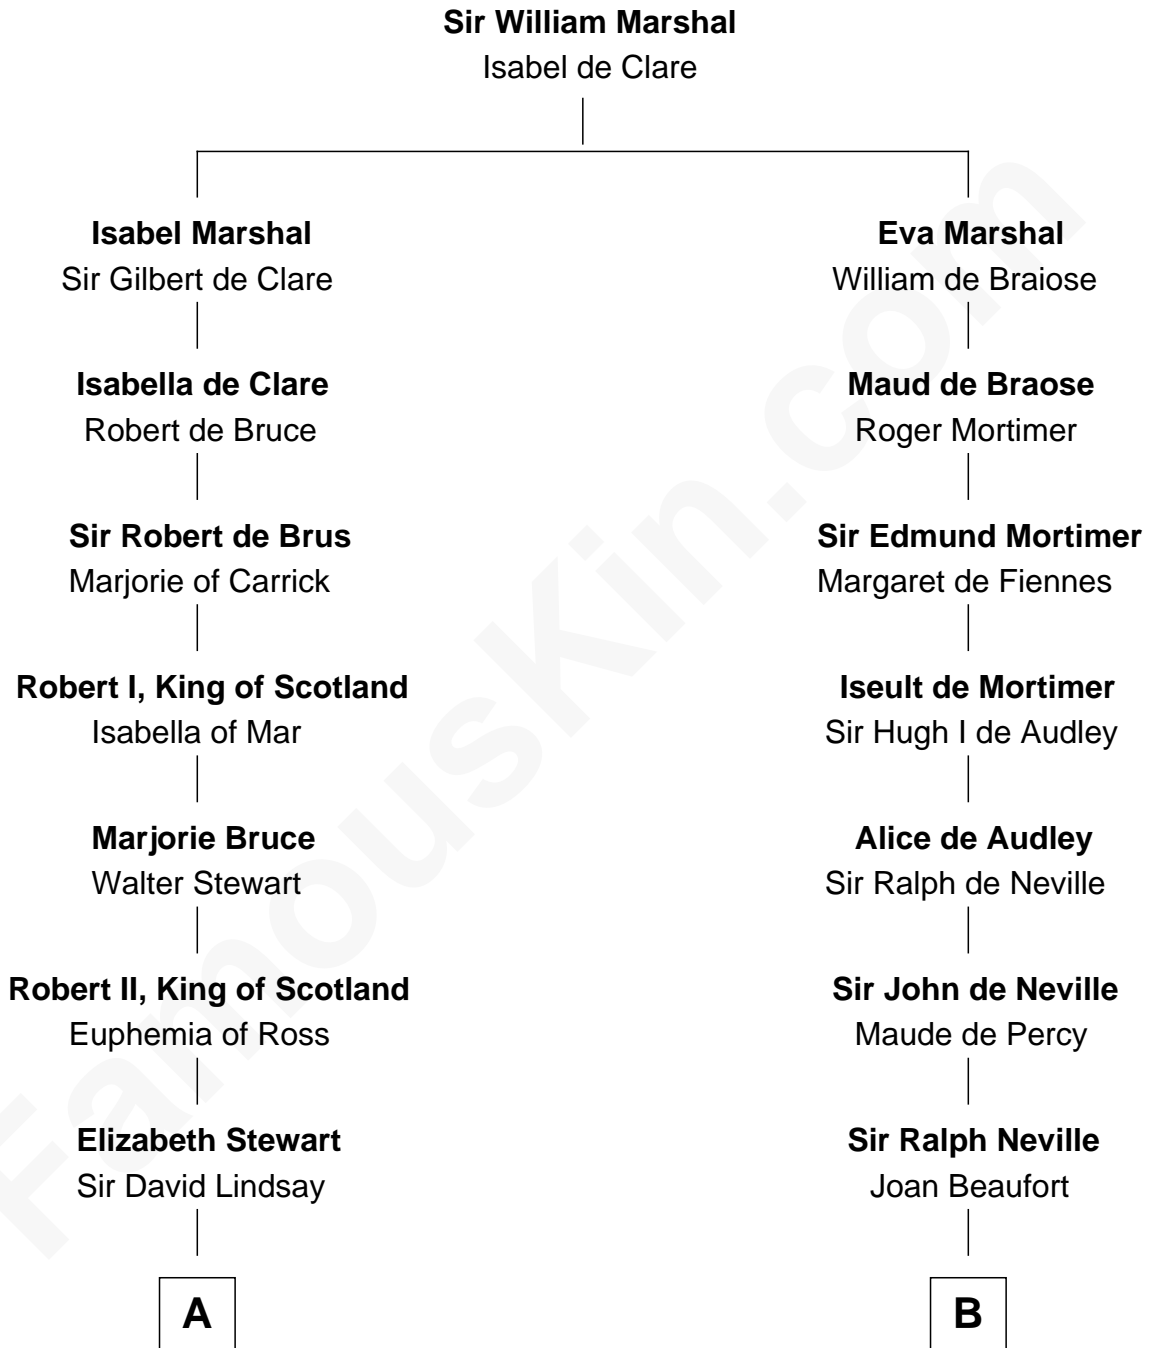 Sir William Marshal
Isabel de Clare
Isabel Marshal
Sir Gilbert de Clare
Isabella de Clare
Robert de Bruce
Sir Robert de Brus
Marjorie of Carrick
Robert I, King of Scotland
Isabella of Mar
Marjorie Bruce
Walter Stewart
Robert II, King of Scotland
Euphemia of Ross
Elizabeth Stewart
Sir David Lindsay
A
Eva Marshal
William de Braiose
Maud de Braose
Roger Mortimer
Sir Edmund Mortimer
Margaret de Fiennes
Iseult de Mortimer
Sir Hugh I de Audley
Alice de Audley
Sir Ralph de Neville
Sir John de Neville
Maude de Percy
Sir Ralph Neville
Joan Beaufort
B
FamousKin.com